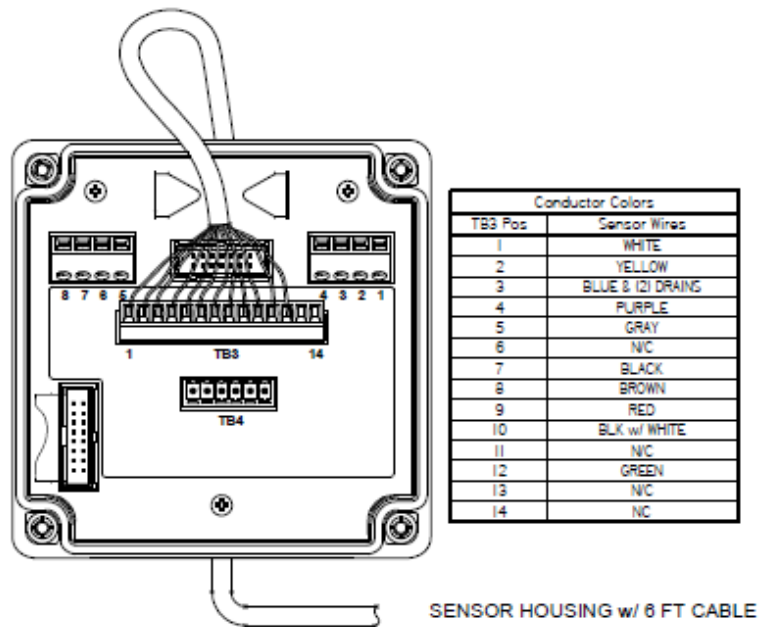 Conductor Colors
TB3 Pos Sensor Wires
1 WHITE
2 YELLOW
3 BLUE & (2) DRAINS
4 PURPLE
5 GRAY
6 N/C
7 BLACK
8 BROWN
9 RED
10 BLK w/ WHITE
11 N/C
12 GREEN
13 N/C
14 NC
8 7 6 5
4 3 2 1
1 TB3 14
TB4
SENSOR HOUSING w/ 6 FT CABLE